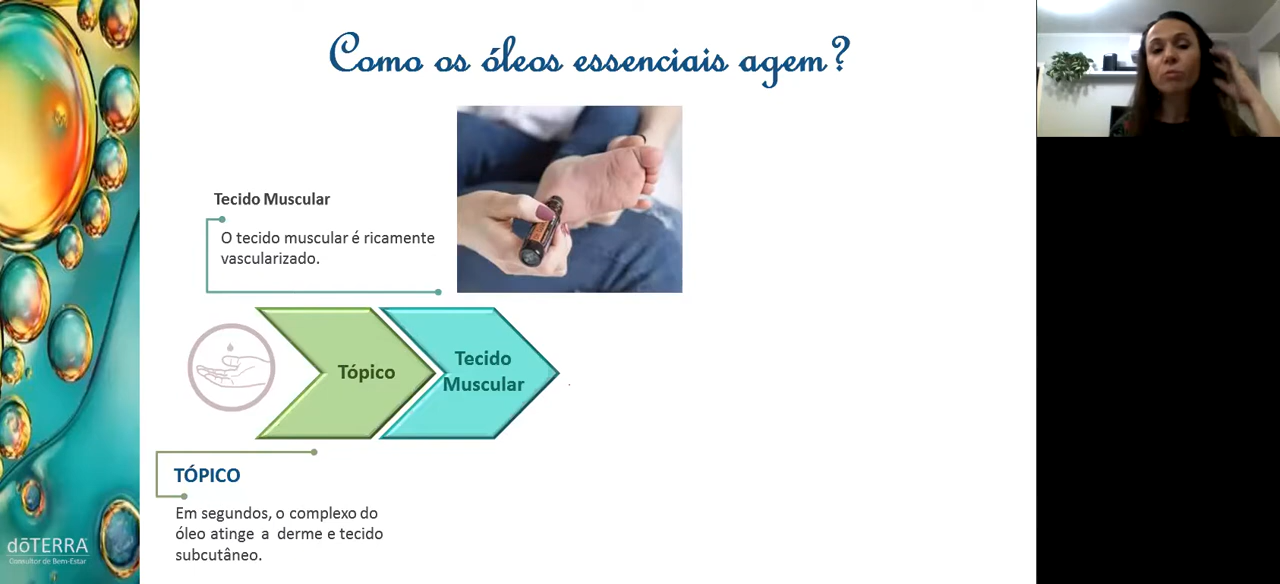 Como os óleos essenciais agem?
Tecido Muscular
O tecido muscular é ricamente
vascularizado.
Tópico
Tecido
Muscular
TÓPICO
Em segundos, o complexo do
óleo atinge a derme e tecido
subcutâneo.
dōTERRA
Consultor de Bem-Estar